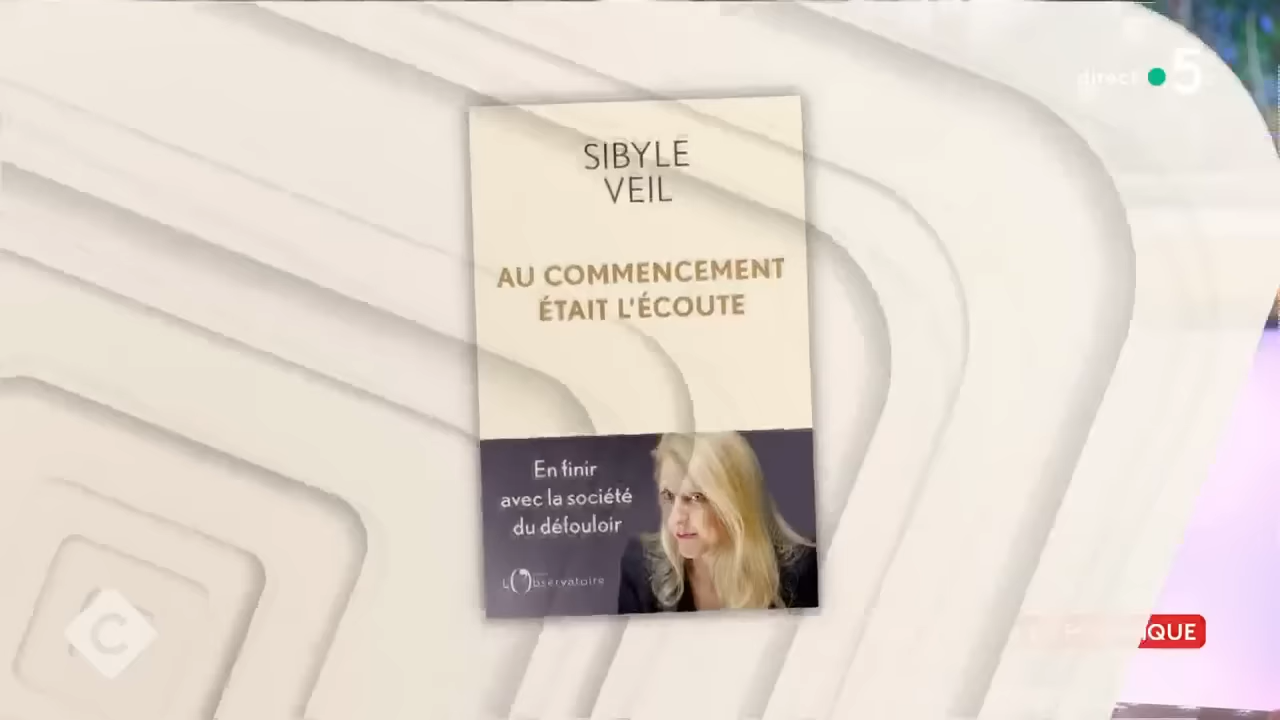 direct 5
SIBYLE
VEIL
AU COMMENCEMENT
ÉTAIT L'ÉCOUTE
En finir
avec la société
du défouloir
L'Observatoire
C